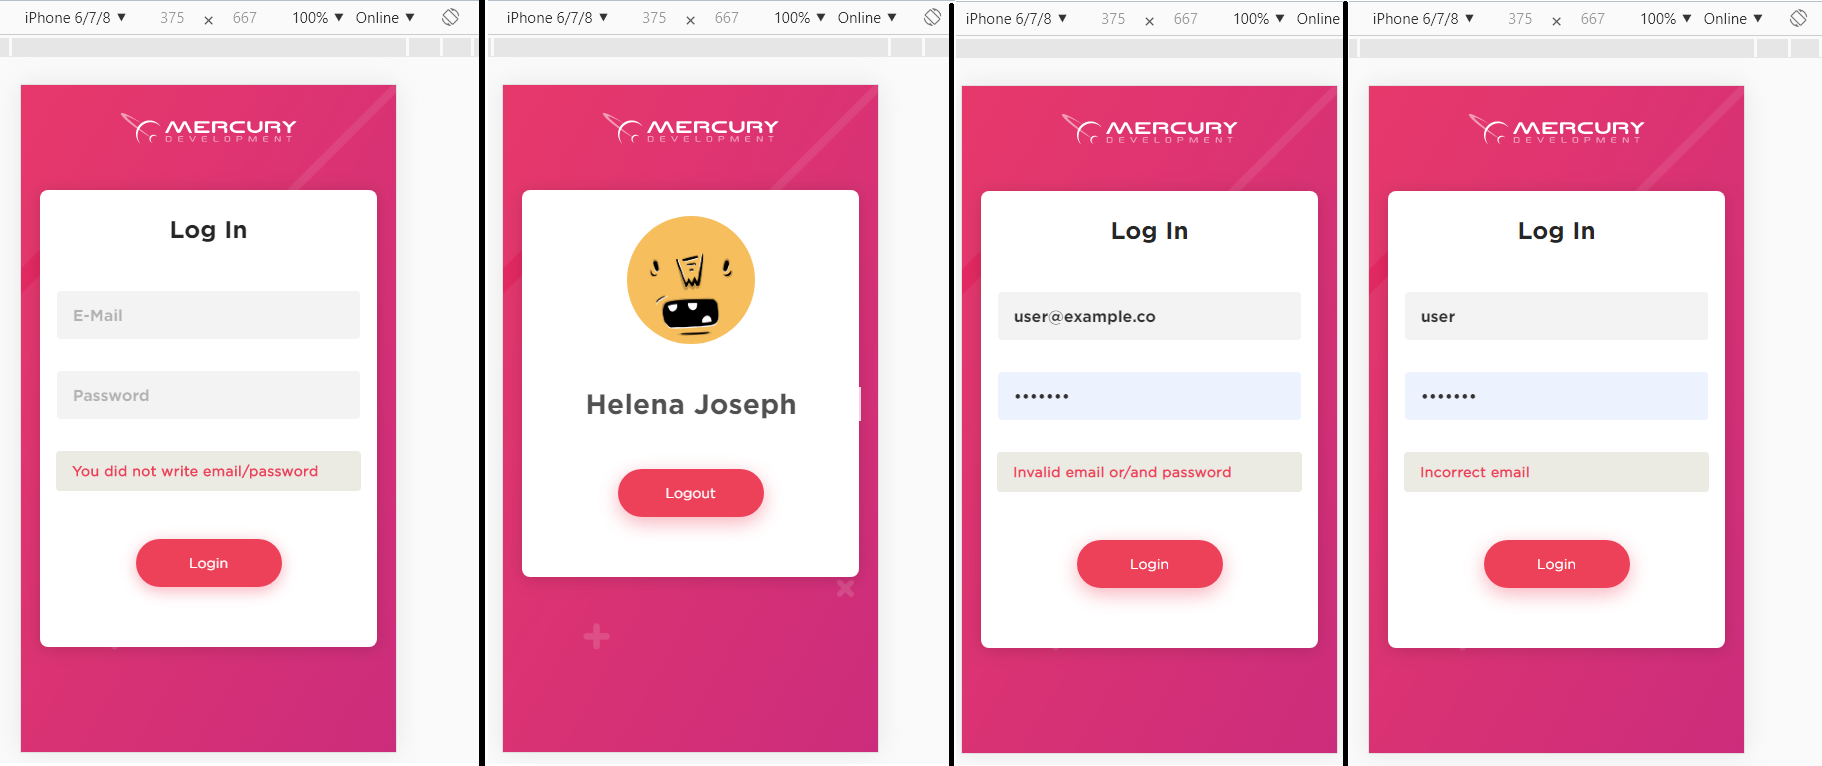 iPhone 6/7/8 ▼ 375 × 667 100% ▼ Online ▼
MERCURY
DEVELOPMENT
Log In
E-Mail
Password
You did not write email/password
Login
iPhone 6/7/8 ▼ 375 × 667 100% ▼ Online ▼
MERCURY
DEVELOPMENT
Helena Joseph
Logout
iPhone 6/7/8 ▼ 375 × 667 100% ▼ Online
MERCURY
DEVELOPMENT
Log In
user@example.co
•••••••
Invalid email or/and password
Login
iPhone 6/7/8 ▼ 375 × 667 100% ▼ Online ▼
MERCURY
DEVELOPMENT
Log In
user
•••••••
Incorrect email
Login